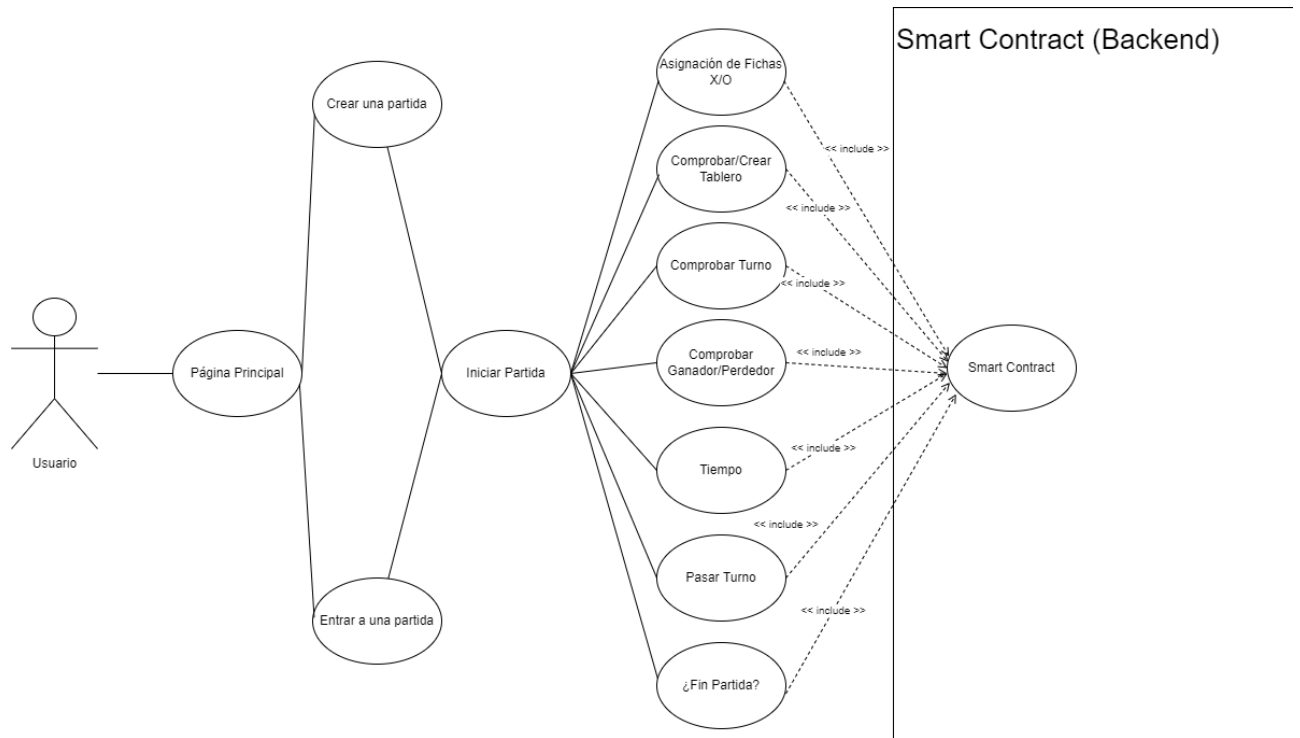 Smart Contract (Backend)
Asignación de Fichas
X/O
Crear una partida
<< include >>
Comprobar/Crear
Tablero
<< include >>
Comprobar Turno
<< include >>
Comprobar
Ganador/Perdedor
<< include >>
Página Principal
Iniciar Partida
Smart Contract
Usuario
Tiempo
<< include >>
<< include >>
Pasar Turno
<< include >>
Entrar a una partida
¿Fin Partida?